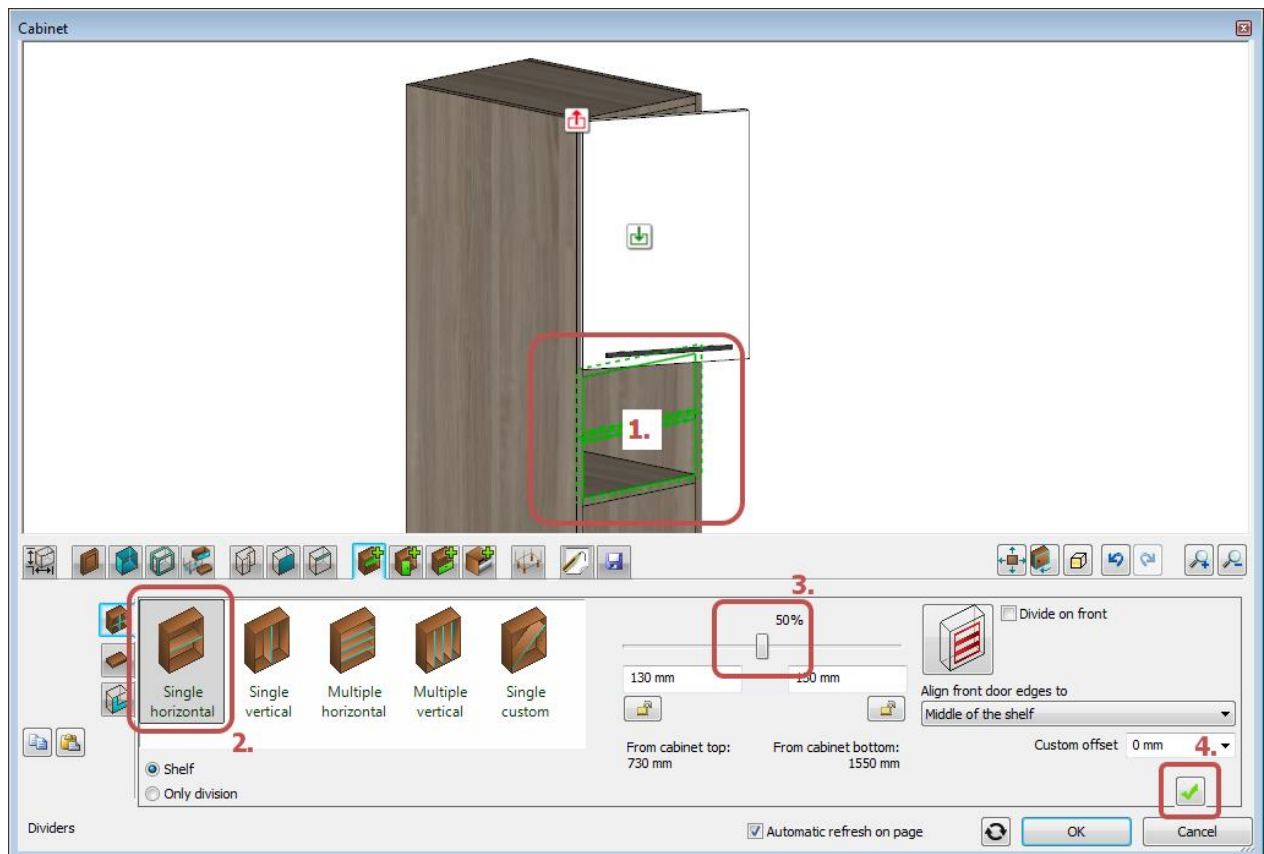 Cabinet
1.
3.
50%
Divide on front
130 mm
130 mm
Single
horizontal
Single
vertical
Multiple
horizontal
Multiple
vertical
Single
custom
Align front door edges to
Middle of the shelf
2.
From cabinet top:
730 mm
From cabinet bottom:
1550 mm
Custom offset 0 mm
4.
Shelf
Only division
Dividers
Automatic refresh on page
OK
Cancel